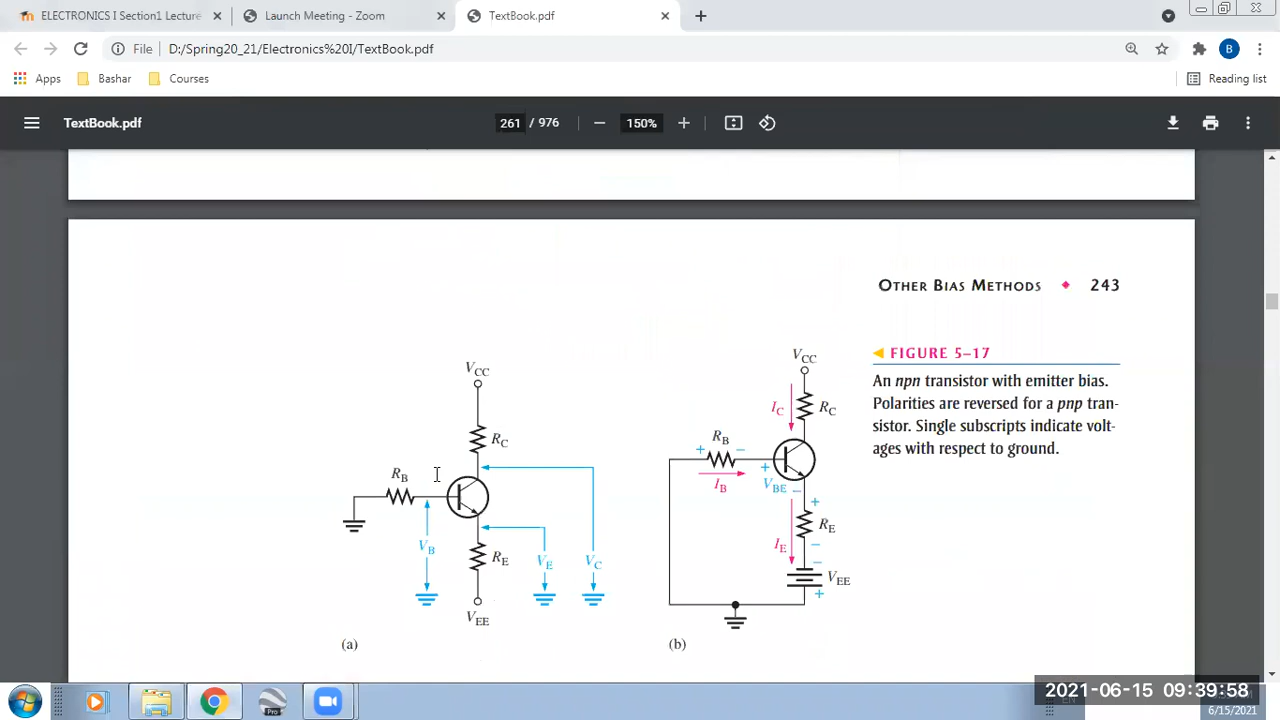 ELECTRONICS I Section1 Lecture
Launch Meeting - Zoom
TextBook.pdf
File
D:/Spring20_21/Electronics%20I/TextBook.pdf
B
Apps
Bashar
Courses
Reading list
TextBook.pdf
261 / 976
150%
OTHER BIAS METHODS ◆ 243
◀ FIGURE 5–17
An npn transistor with emitter bias.
Polarities are reversed for a pnp tran-
sistor. Single subscripts indicate volt-
ages with respect to ground.
VCC
RC
RB
VB
RE
VE
VC
VEE
(a)
VCC
IC
RC
RB
+ −
+
IB
VBE
−
+
RE
IE
−
−
VEE
+
(b)
Pro
2021-06-15 09:39:58
6/15/2021